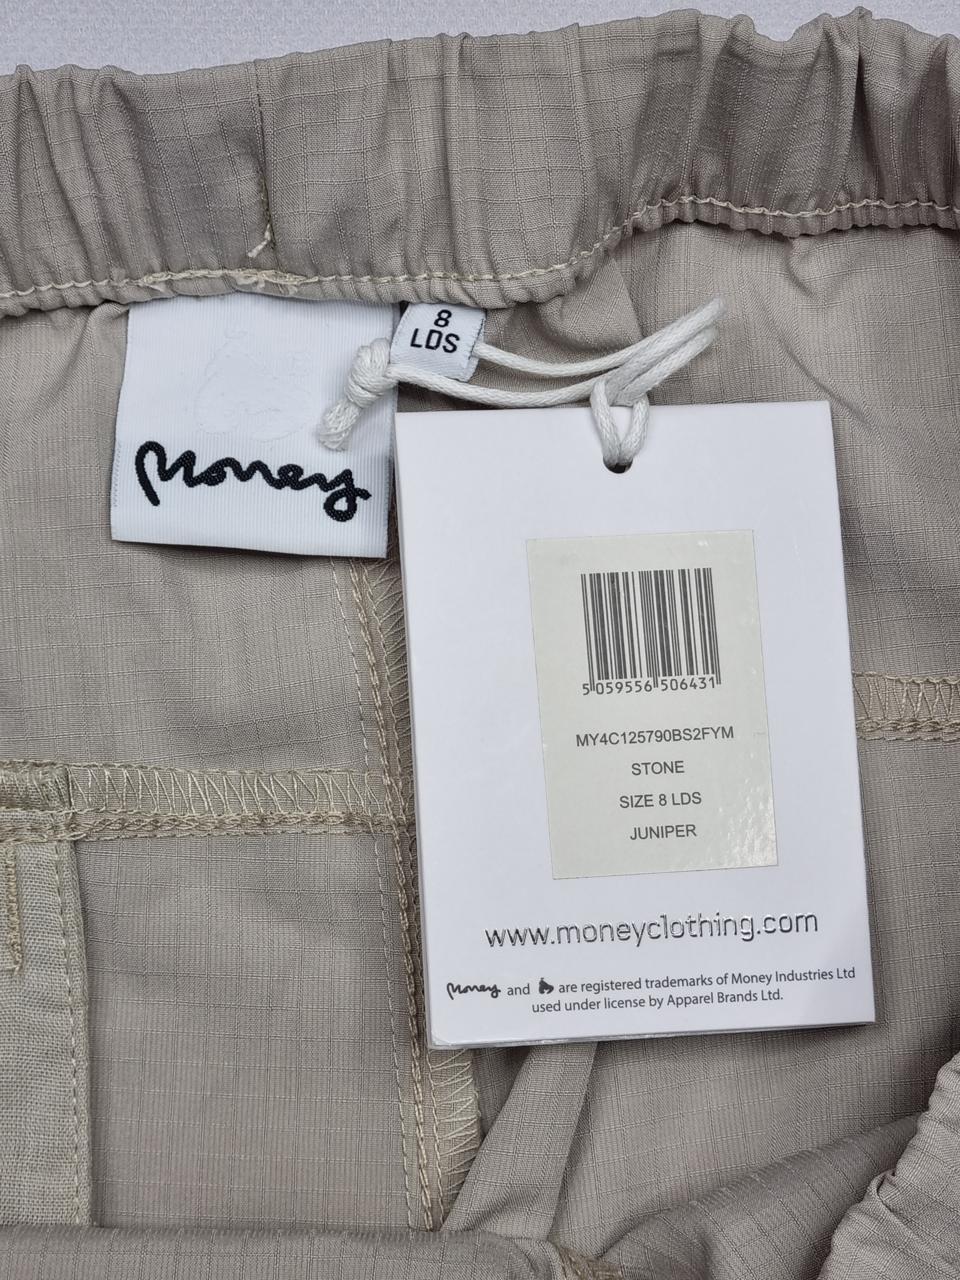 8
LDS
Money
5 059556 506431
MY4C125790BS2FYM
STONE
SIZE 8 LDS
JUNIPER
www.moneyclothing.com
Money and are registered trademarks of Money Industries Ltd
used under license by Apparel Brands Ltd.